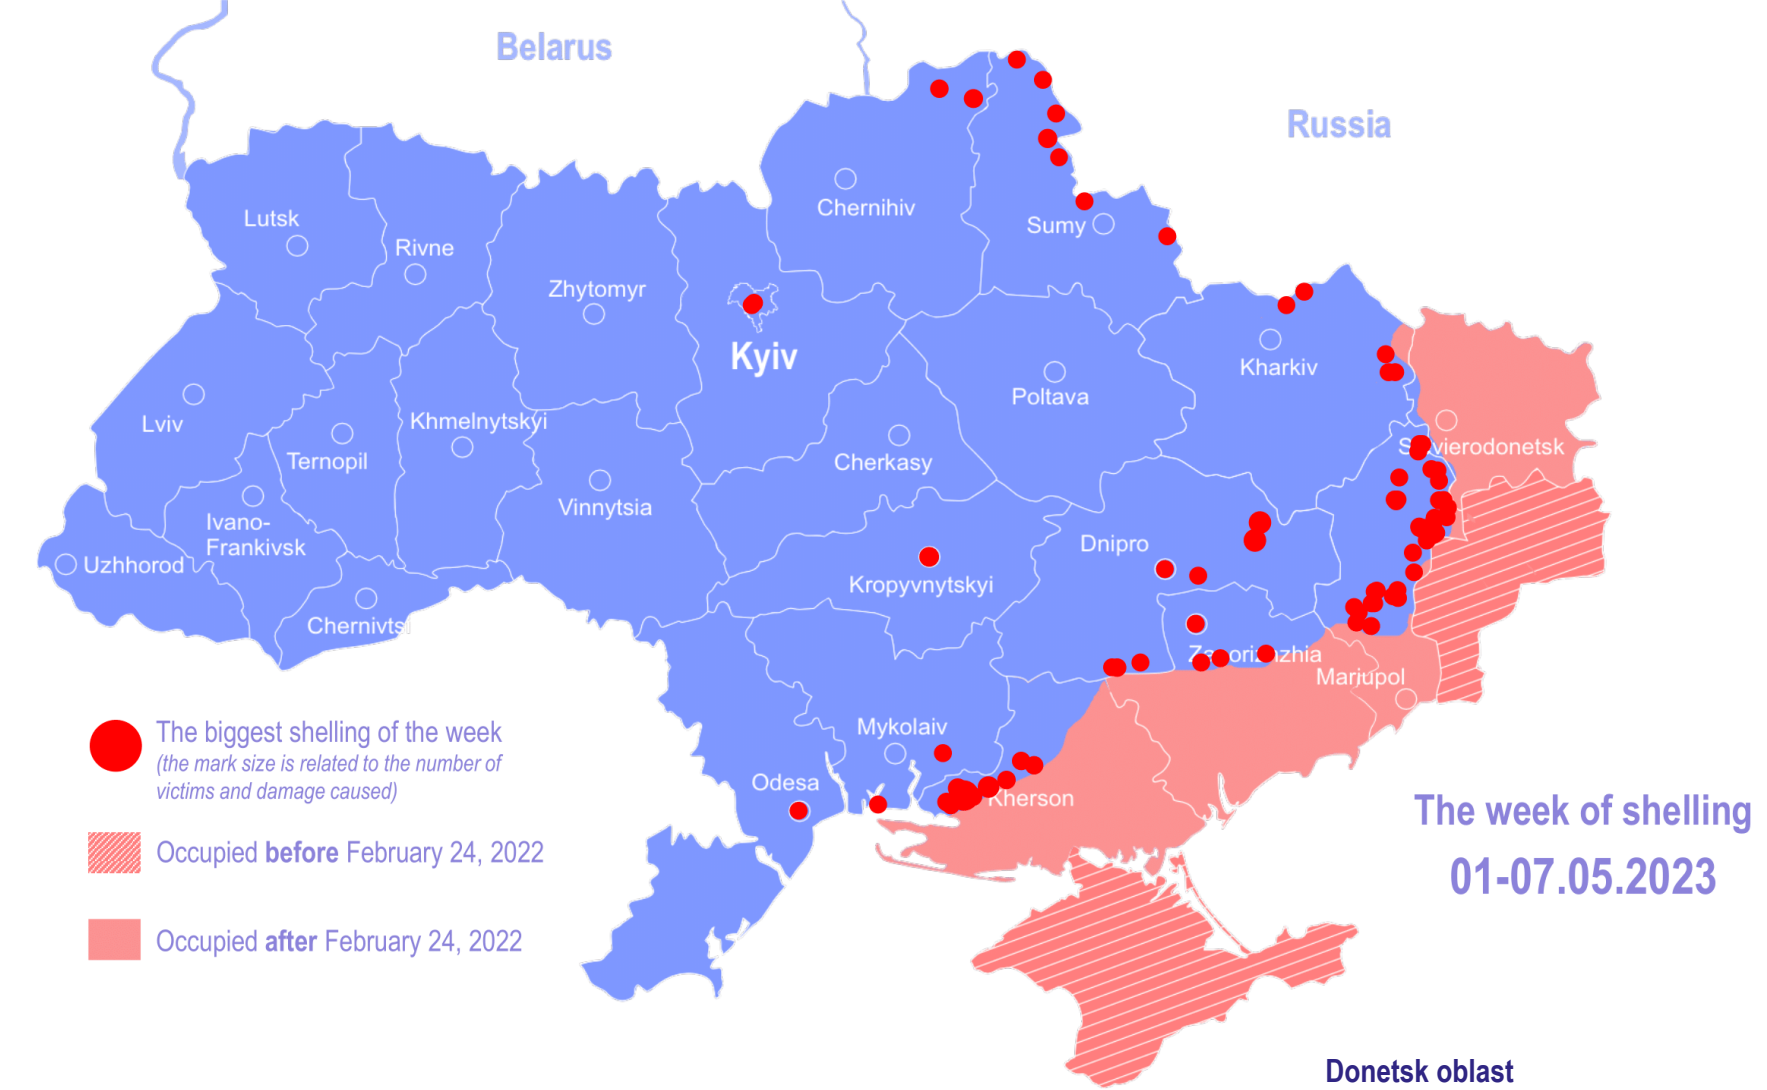 Belarus
Russia
Lutsk
Rivne
Zhytomyr
Chernihiv
Sumy
Kyiv
Lviv
Ternopil
Khmelnytskyi
Vinnytsia
Cherkasy
Poltava
Kharkiv
Ivano-
Frankivsk
Uzhhorod
Chernivtsi
Kropyvnytskyi
Dnipro
Mariupol
Mykolaiv
Odesa
Kherson
The biggest shelling of the week
(the mark size is related to the number of
victims and damage caused)
Occupied before February 24, 2022
Occupied after February 24, 2022
The week of shelling
01-07.05.2023
Donetsk oblast